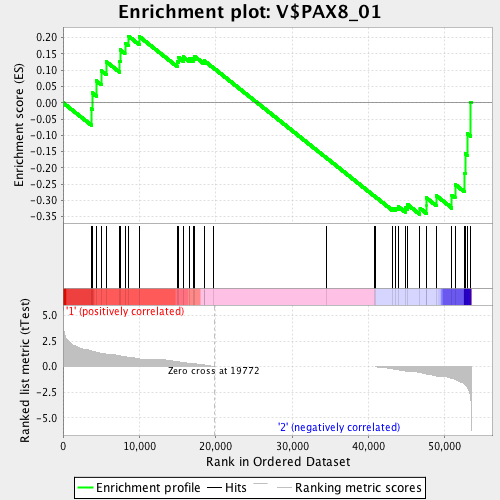 Enrichment plot: V$PAX8_01
Enrichment score (ES)
0.20
0.15
0.10
0.05
0.00
-0.05
-0.10
-0.15
-0.20
-0.25
-0.30
-0.35
Ranked list metric (tTest)
'1' (positively correlated)
5.0
2.5
0.0
-2.5
-5.0
Zero cross at 19772
'2' (negatively correlated)
0 10,000 20,000 30,000 40,000 50,000
Rank in Ordered Dataset
Enrichment profile Hits Ranking metric scores